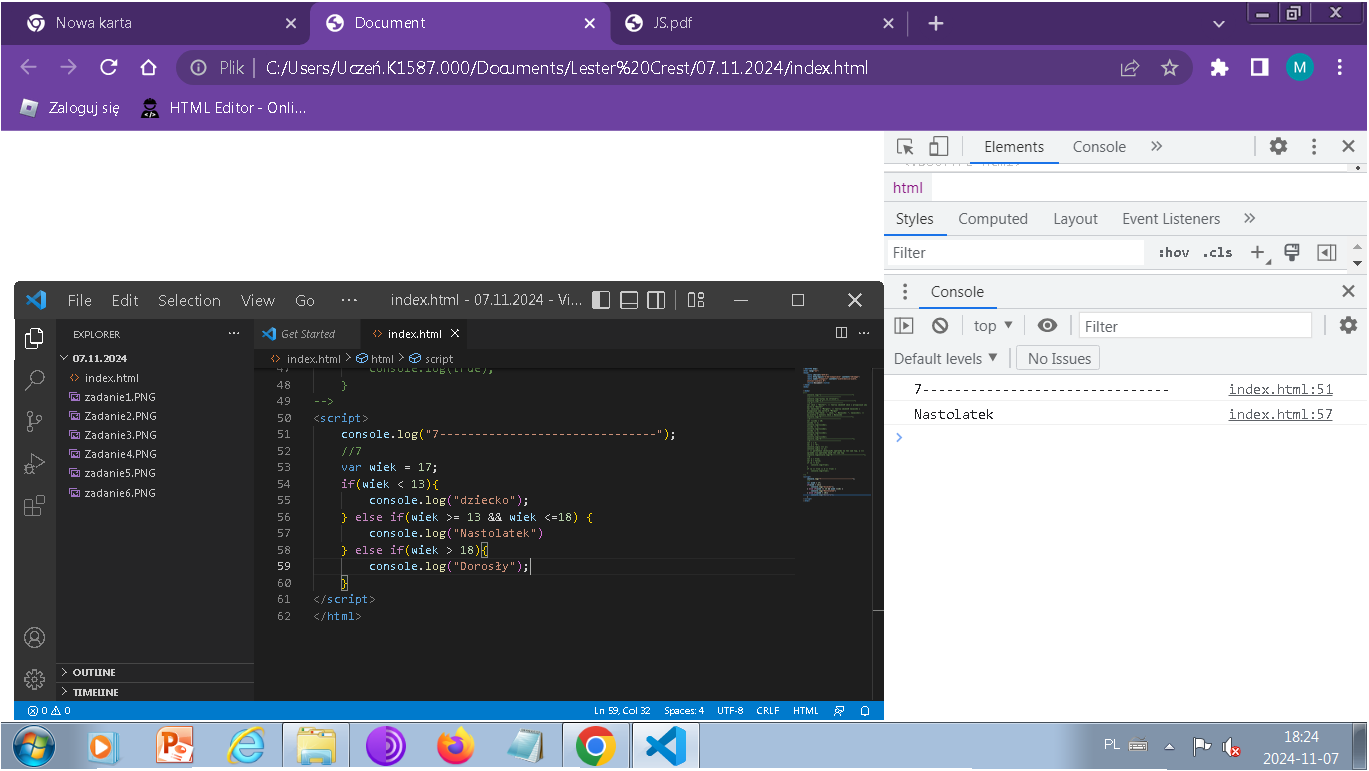 Nowa karta
Document
JS.pdf
Plik
C:/Users/Uczeń.K1587.000/Documents/Lester%20Crest/07.11.2024/index.html
M
Zaloguj się
HTML Editor - Onli...
Elements
Console
html
Styles
Computed
Layout
Event Listeners
Filter
:hov
.cls
Console
top
Filter
Default levels
No Issues
7------------------------------- index.html:51
Nastolatek index.html:57
File Edit Selection View Go ··· index.html - 07.11.2024 - Vi...
EXPLORER
07.11.2024
index.html
zadanie1.PNG
Zadanie2.PNG
Zadanie3.PNG
Zadanie4.PNG
zadanie5.PNG
zadanie6.PNG
OUTLINE
TIMELINE
Get Started
index.html
index.html > html > script
47 console.log(true);
48 }
49 -->
50 <script>
51 console.log("7-------------------------------");
52 //7
53 var wiek = 17;
54 if(wiek < 13){
55 console.log("dziecko");
56 } else if(wiek >= 13 && wiek <=18) {
57 console.log("Nastolatek")
58 } else if(wiek > 18){
59 console.log("Dorosły");
60 }
61 </script>
62 </html>
0 0
Ln 59, Col 32
Spaces: 4
UTF-8
CRLF
HTML
PL
18:24
2024-11-07